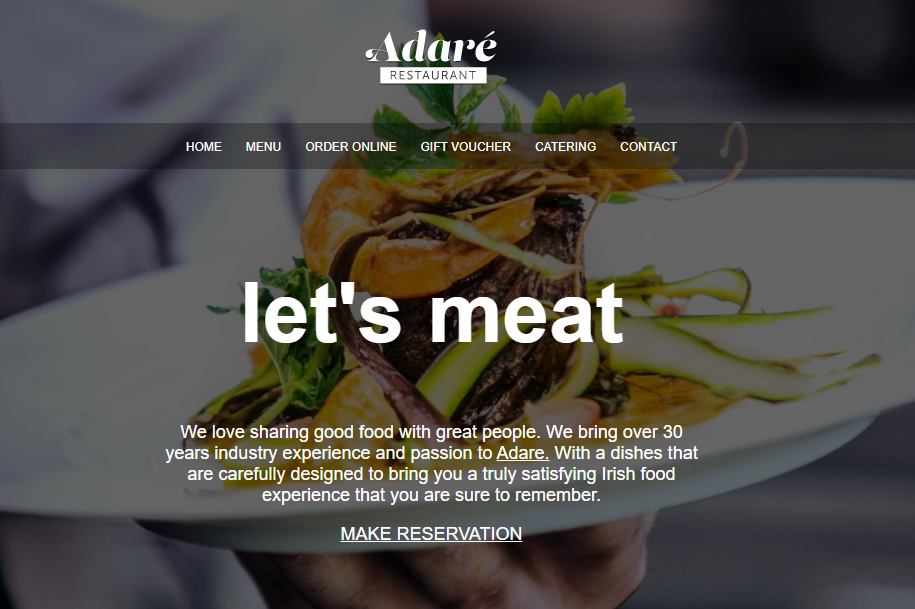 Adaré
RESTAURANT
HOME MENU ORDER ONLINE GIFT VOUCHER CATERING CONTACT
let's meat
We love sharing good food with great people. We bring over 30
years industry experience and passion to Adare. With a dishes that
are carefully designed to bring you a truly satisfying Irish food
experience that you are sure to remember.
MAKE RESERVATION